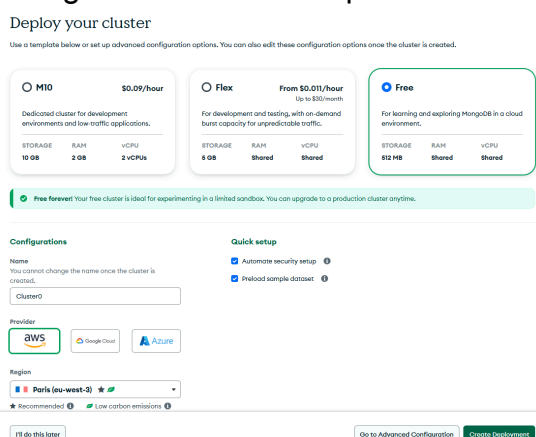 Deploy your cluster
Use a template below or set up advanced configuration options. You can also edit these configuration options once the cluster is created.
M10 $0.09/hour
Dedicated cluster for development
environments and low-traffic applications.
STORAGE RAM vCPU
10 GB 2 GB 2 vCPUs
Flex From $0.011/hour
Up to $30/month
For development and testing, with on-demand
burst capacity for unpredictable traffic.
STORAGE RAM vCPU
5 GB Shared Shared
Free
For learning and exploring MongoDB in a cloud
environment.
STORAGE RAM vCPU
512 MB Shared Shared
Free forever! Your free cluster is ideal for experimenting in a limited sandbox. You can upgrade to a production cluster anytime.
Configurations
Name
You cannot change the name once the cluster is
created.
Cluster0
Provider
aws Google Cloud Azure
Region
Paris (eu-west-3)
Recommended Low carbon emissions
Quick setup
Automate security setup
Preload sample dataset
I'll do this later Go to Advanced Configuration Create Deployment